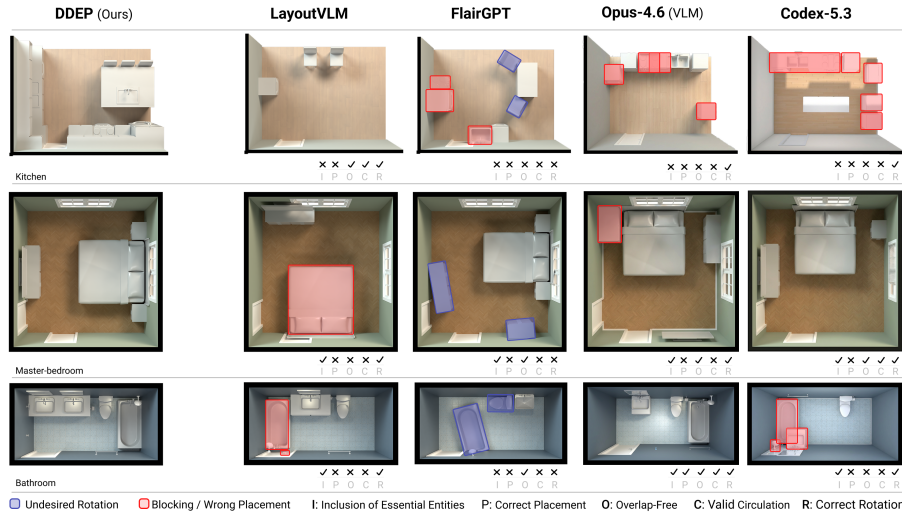 DDEP (Ours) LayoutVLM FlairGPT Opus-4.6 (VLM) Codex-5.3
✗ ✗ ✓ ✓ ✓ ✗ ✗ ✗ ✗ ✗ ✗ ✗ ✗ ✗ ✓ ✗ ✗ ✗ ✗ ✓
Kitchen I P O C R I P O C R I P O C R I P O C R
✓ ✗ ✗ ✗ ✓ ✓ ✗ ✓ ✗ ✗ ✓ ✗ ✓ ✗ ✓ ✓ ✗ ✓ ✓ ✓
Master-bedroom I P O C R I P O C R I P O C R I P O C R
✓ ✗ ✗ ✗ ✓ ✗ ✗ ✓ ✗ ✗ ✓ ✓ ✓ ✓ ✓ ✓ ✗ ✗ ✗ ✓
Bathroom I P O C R I P O C R I P O C R I P O C R
Undesired Rotation Blocking / Wrong Placement I: Inclusion of Essential Entities P: Correct Placement O: Overlap-Free C: Valid Circulation R: Correct Rotation